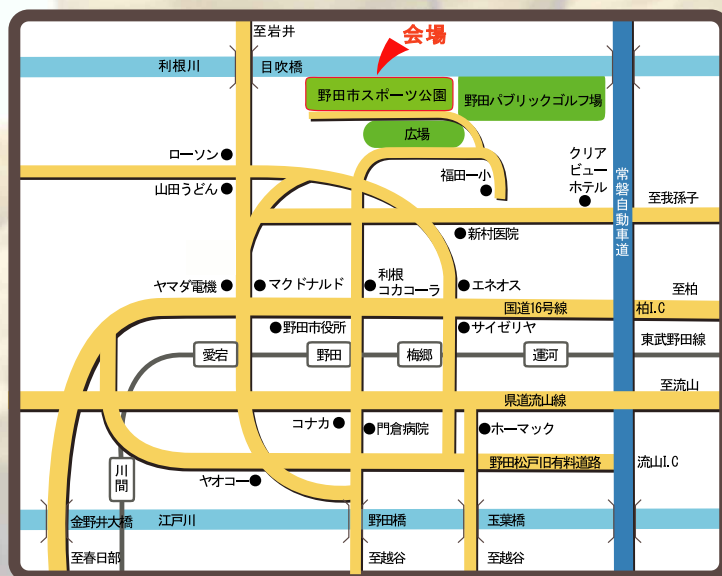 至岩井
会場
利根川
目吹橋
野田市スポーツ公園
野田パブリックゴルフ場
広場
ローソン
山田うどん
福田一小
クリア
ビュー
ホテル
常磐自動車道
至我孫子
新村医院
ヤマダ電機
マクドナルド
利根
コカコーラ
エネオス
至柏
国道16号線
柏I.C
野田市役所
サイゼリヤ
東武野田線
愛宕
野田
梅郷
運河
至流山
県道流山線
コナカ
門倉病院
ホーマック
川間
野田松戸旧有料道路
流山I.C
ヤオコー
金野井大橋
江戸川
野田橋
玉葉橋
至春日部
至越谷
至越谷